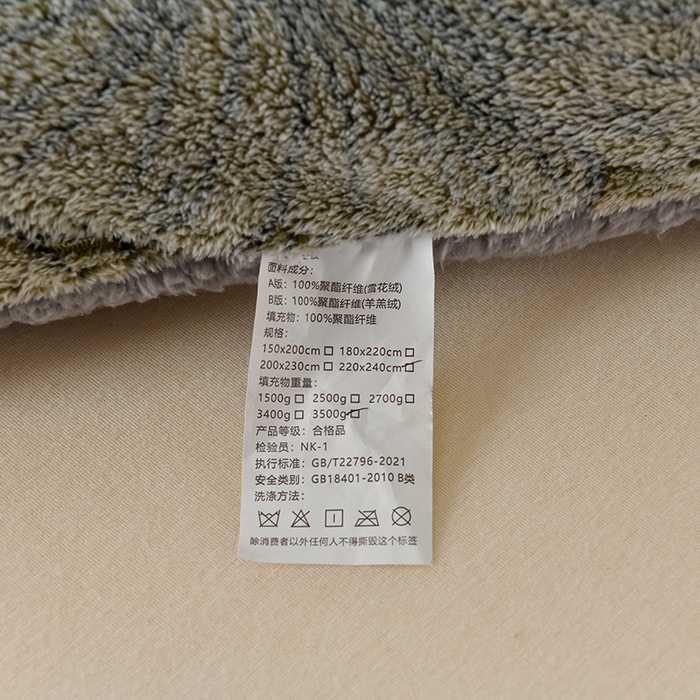 面料成分:
A版: 100%聚酯纤维(雪花绒)
B版: 100%聚酯纤维(羊羔绒)
填充物: 100%聚酯纤维
规格:
150x200cm□ 180x220cm□
200x230cm□ 220x240cm□
填充物重量:
1500g□ 2500g□ 2700g□
3400g□ 3500g□
产品等级: 合格品
检验员: NK-1
执行标准: GB/T22796-2021
安全类别: GB18401-2010 B类
洗涤方法:
除消费者以外任何人不得撕毁这个标签